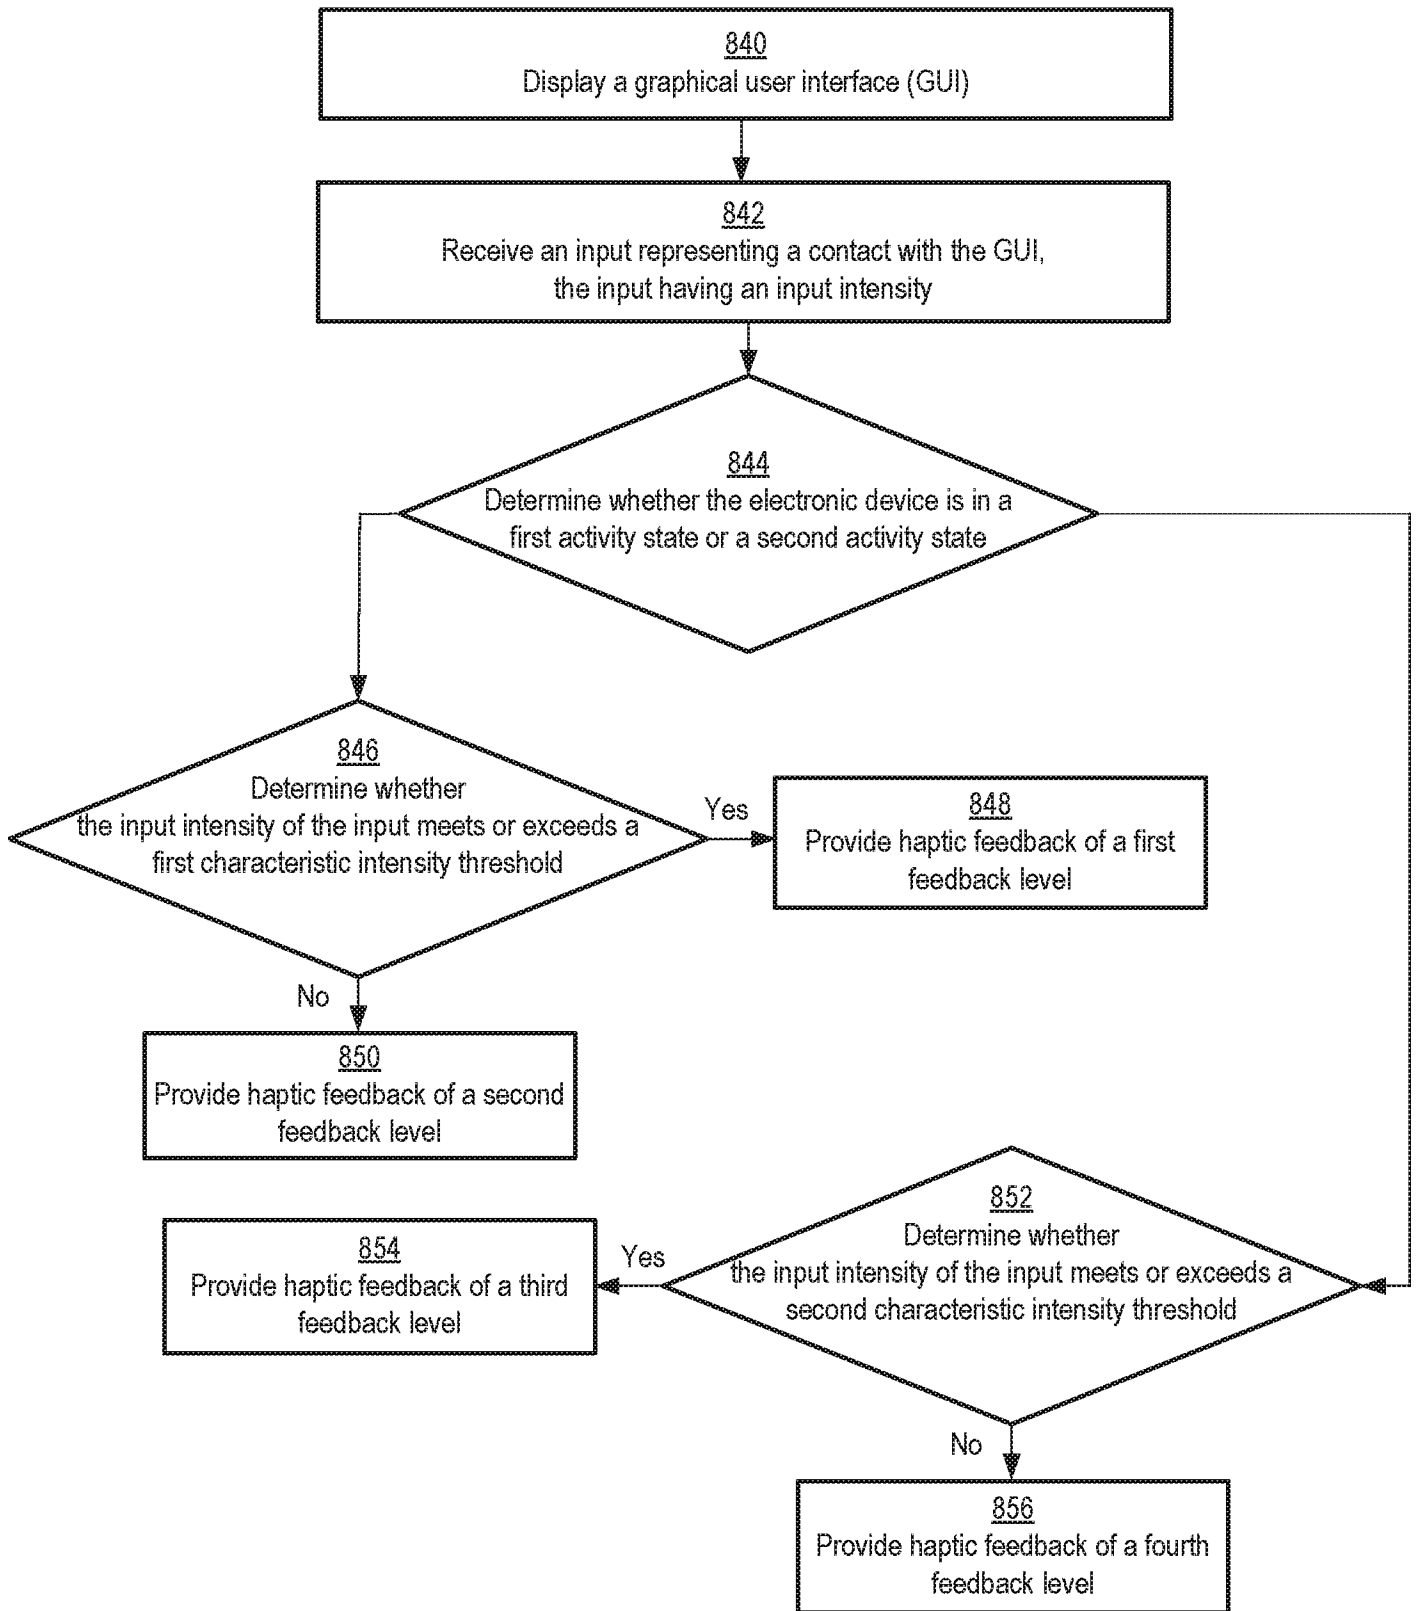 840
Display a graphical user interface (GUI)
842
Receive an input representing a contact with the GUI,
the input having an input intensity
844
Determine whether the electronic device is in a
first activity state or a second activity state
846
Determine whether
the input intensity of the input meets or exceeds a
first characteristic intensity threshold
Yes
848
Provide haptic feedback of a first
feedback level
No
850
Provide haptic feedback of a second
feedback level
852
Determine whether
the input intensity of the input meets or exceeds a
second characteristic intensity threshold
Yes
854
Provide haptic feedback of a third
feedback level
No
856
Provide haptic feedback of a fourth
feedback level